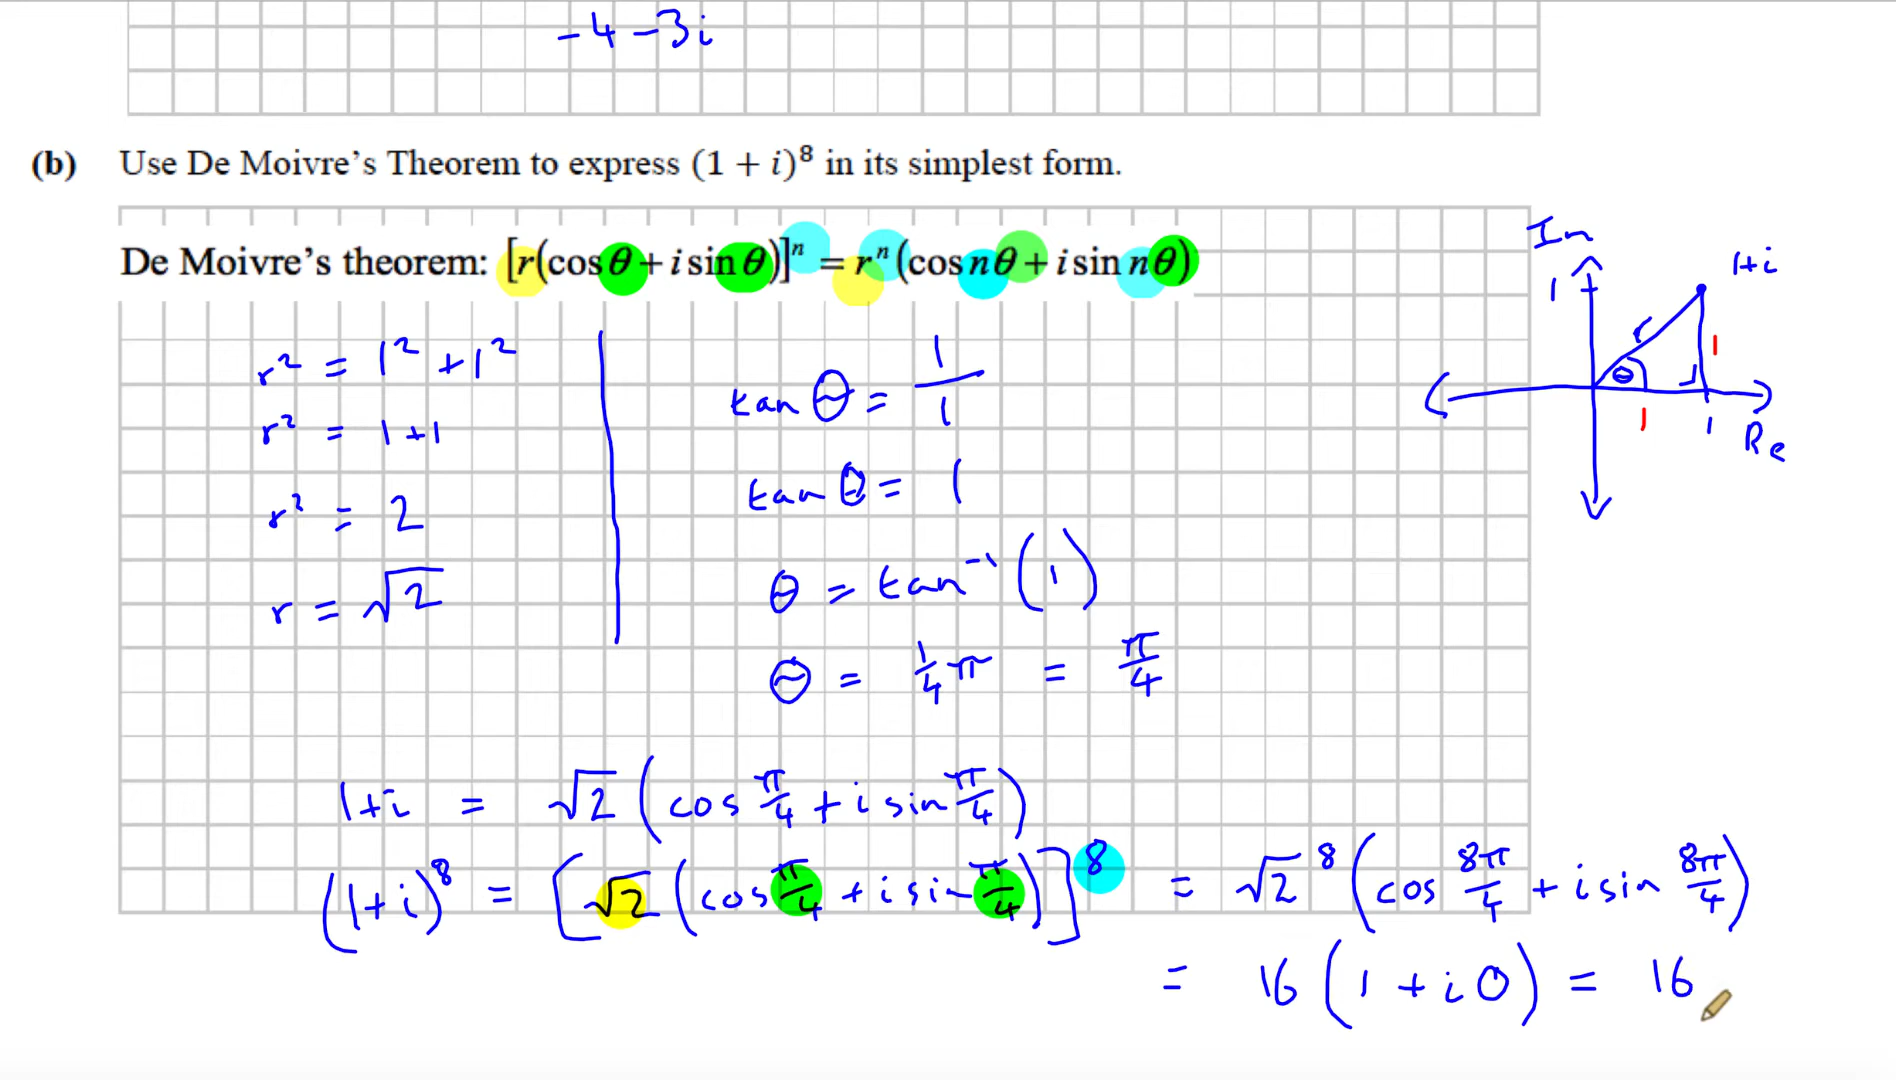 -4-3i
(b) Use De Moivre's Theorem to express (1 + i)⁸ in its simplest form.
De Moivre's theorem: [r(cos θ + i sin θ)]ⁿ = rⁿ(cos nθ + i sin nθ)
r² = 1² + 1²
r² = 1 + 1
r² = 2
r = √2
tan θ = 1/1
tan θ = 1
θ = tan⁻¹(1)
θ = ¼π = π/4
Im
1
1+i
r
θ
1
1
1
Re
1+i = √2 (cos π/4 + i sin π/4)
(1+i)⁸ = [√2 (cos π/4 + i sin π/4)]⁸ = √2⁸ (cos 8π/4 + i sin 8π/4)
= 16 (1 + i0) = 16